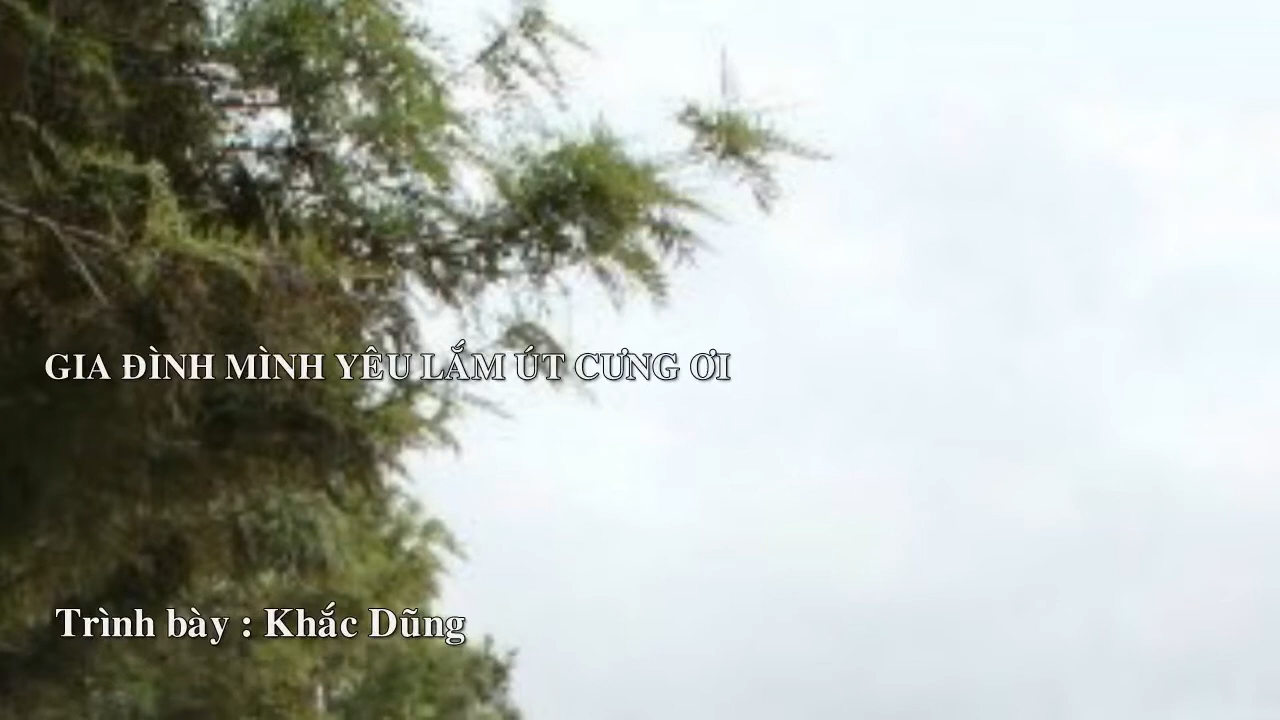 GIA ĐÌNH MÌNH YÊU LẮM ÚT CƯNG ƠI
Trình bày : Khắc Dũng